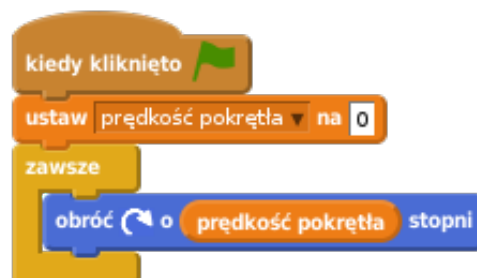 kiedy kliknięto
ustaw prędkość pokrętła na 0
zawsze
obróć o prędkość pokrętła stopni